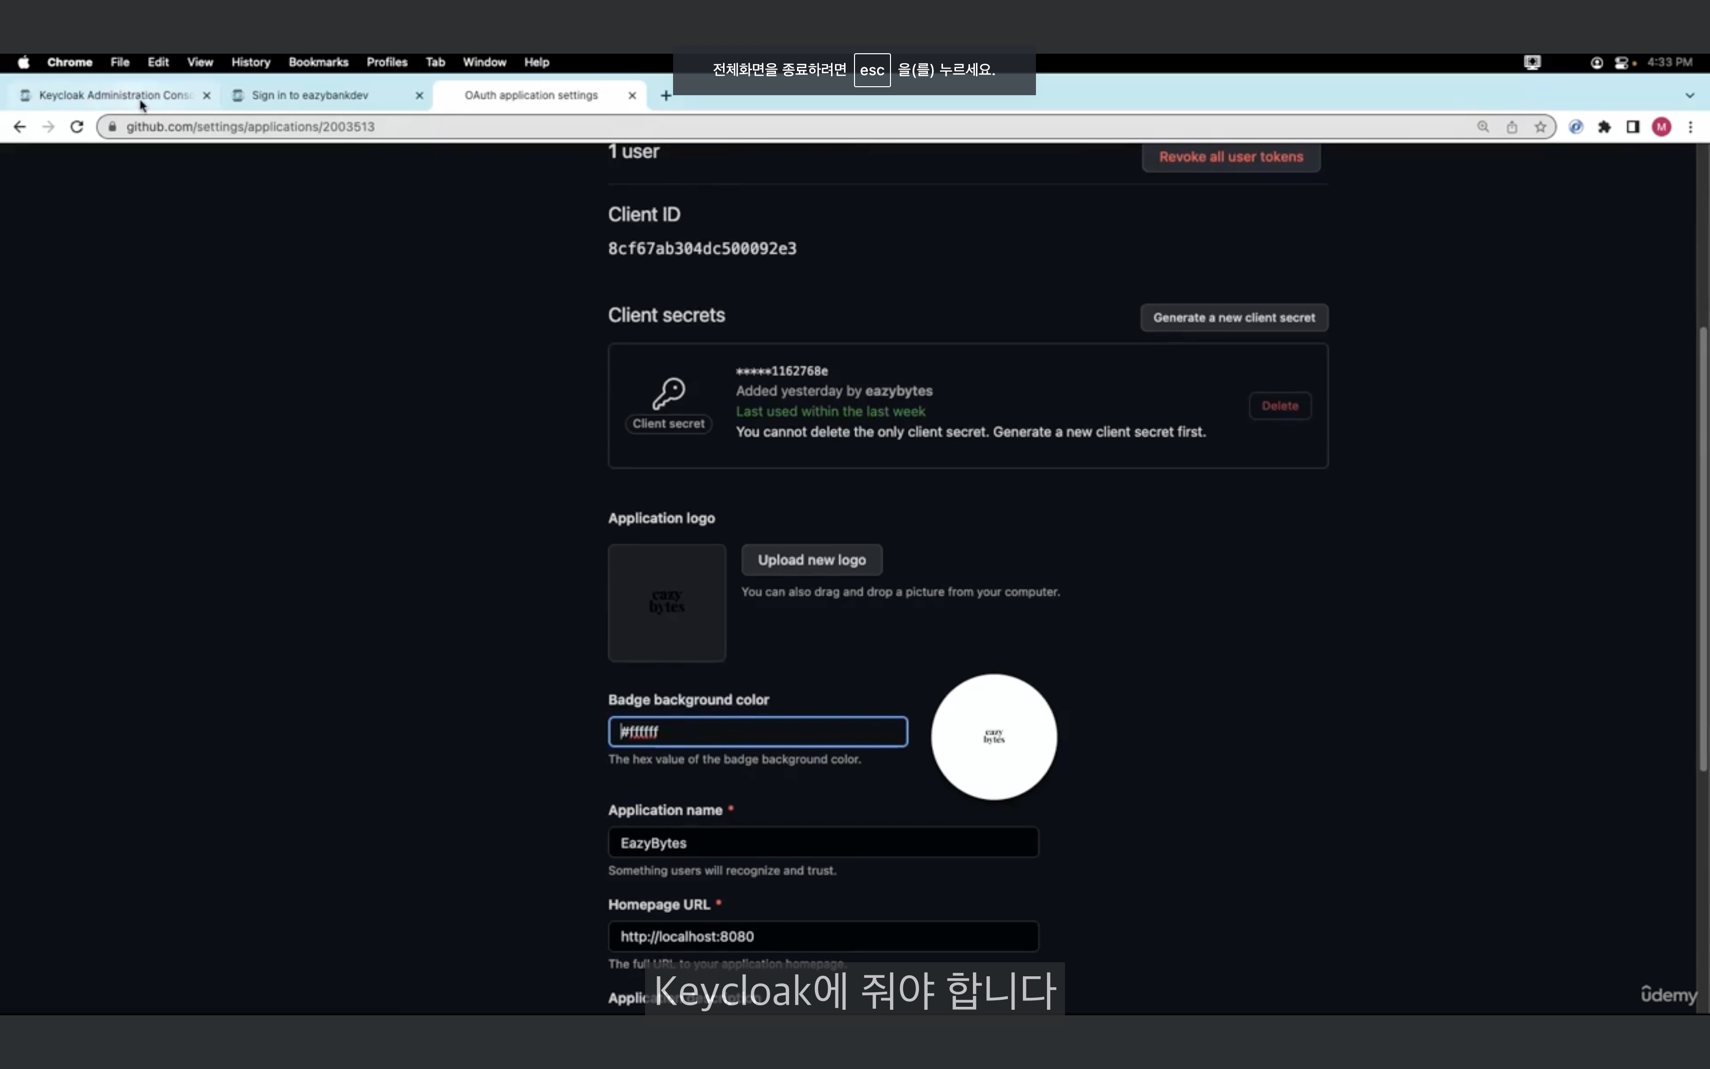 Chrome File Edit View History Bookmarks Profiles Tab Window Help
전체화면을 종료하려면 esc 을(를) 누르세요.
4:33 PM
Keycloak Administration Cons
Sign in to eazybankdev
OAuth application settings
github.com/settings/applications/2003513
M
1 user
Revoke all user tokens
Client ID
8cf67ab304dc500092e3
Client secrets
Generate a new client secret
*****1162768e
Added yesterday by eazybytes
Last used within the last week
You cannot delete the only client secret. Generate a new client secret first.
Client secret
Delete
Application logo
eazy
bytes
Upload new logo
You can also drag and drop a picture from your computer.
Badge background color
#ffffff
The hex value of the badge background color.
eazy
bytes
Application name *
EazyBytes
Something users will recognize and trust.
Homepage URL *
http://localhost:8080
The full URL to your application homepage.
Keycloak에 줘야 합니다
ûdemy